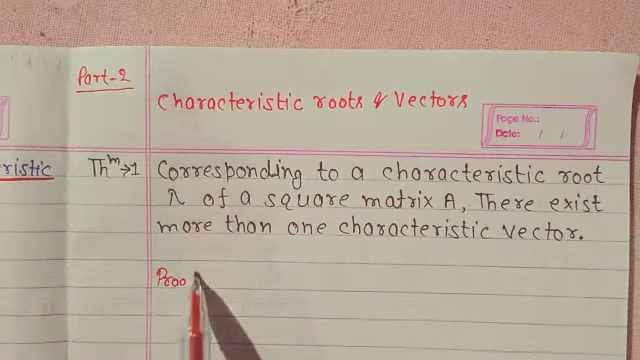 Part-2
Characteristic roots & Vectors
Page No.:
Date: / /
eristic
Thm→1 Corresponding to a characteristic root
λ of a square matrix A, There exist
more than one characteristic vector.
Proo